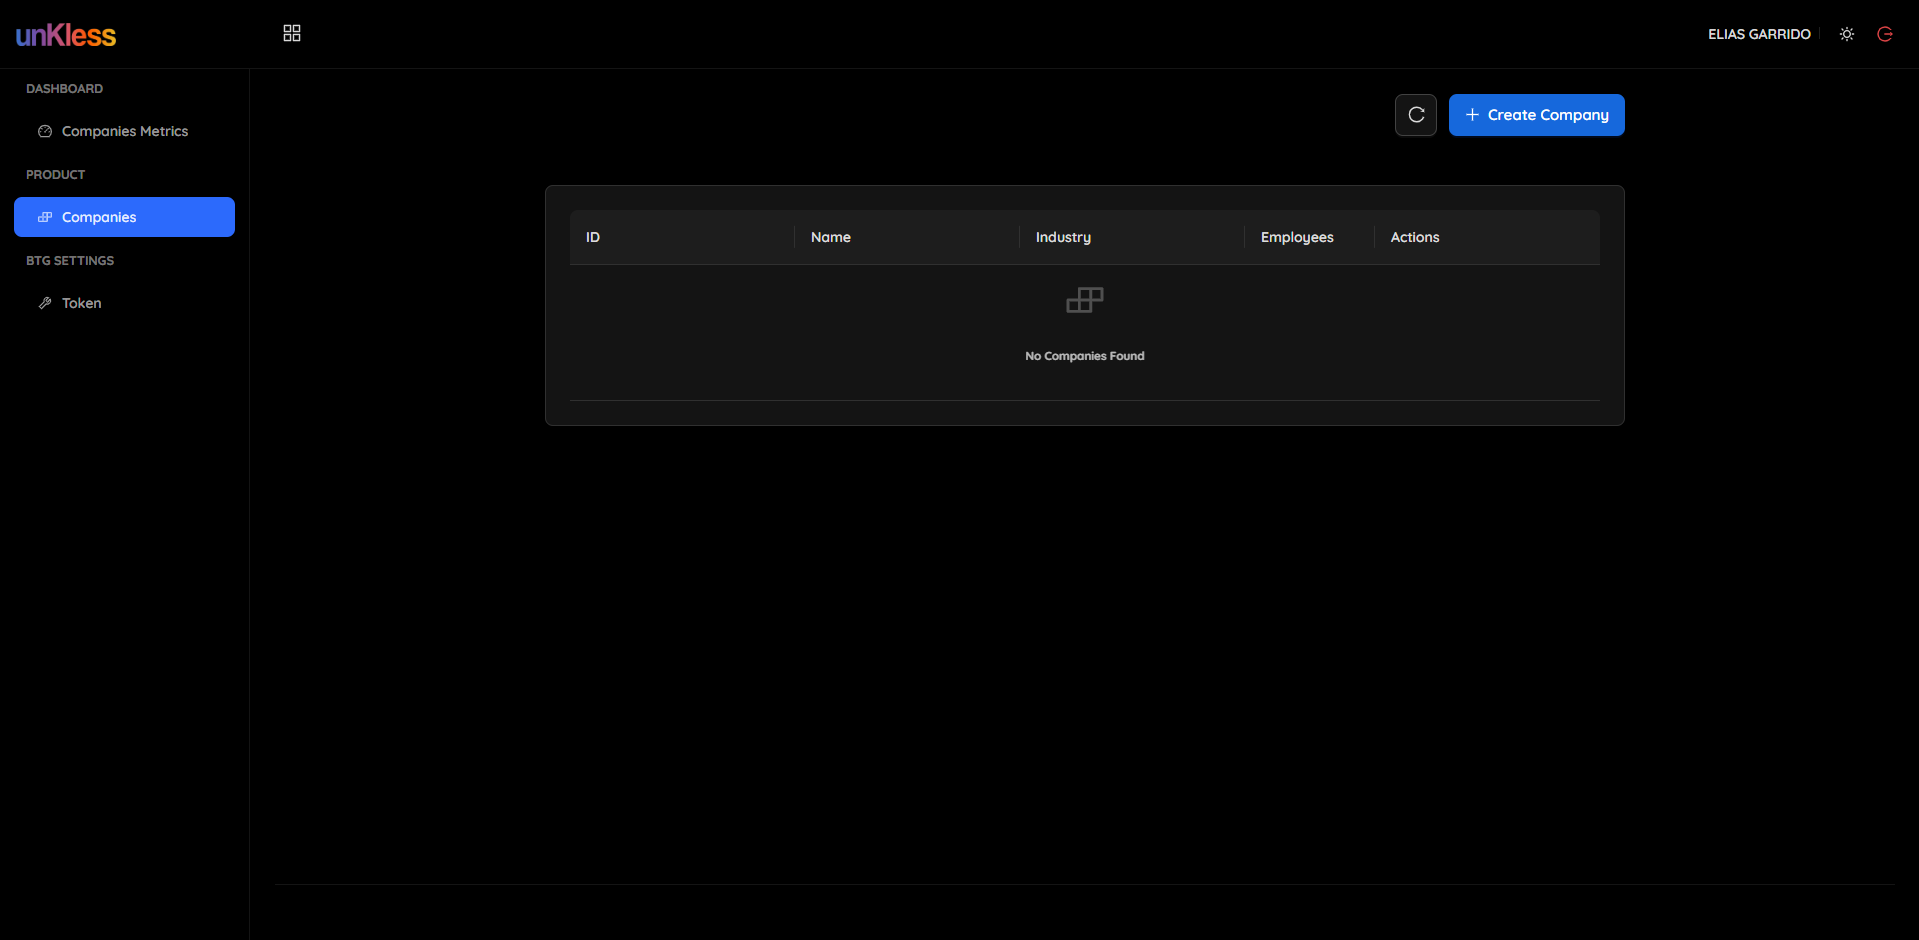 unKless
ELIAS GARRIDO
DASHBOARD
Companies Metrics
PRODUCT
Companies
BTG SETTINGS
Token
Create Company
ID Name Industry Employees Actions
No Companies Found